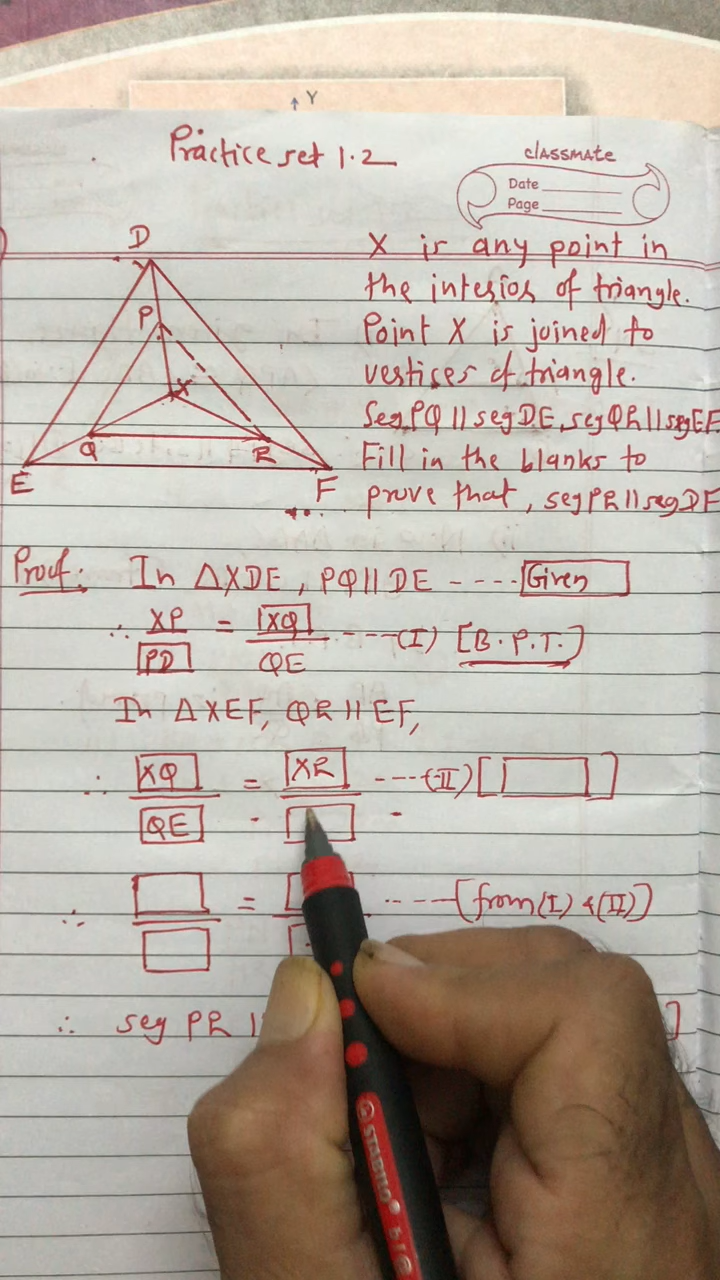 Y
Practice set 1.2
classmate
Date
Page
D
P
X
Q
R
E
F
X is any point in
the interior of triangle.
Point X is joined to
vertises of triangle.
Seg PQ || seg DE, seg QR || seg EF
Fill in the blanks to
prove that, seg PR || seg DF
Proof: In △XDE, PQ || DE ---- Given
∴ XP / PD = XQ / QE ---- (I) [B.P.T.]
In △XEF, QR || EF,
∴ XQ / QE = XR / ---- (II) [ ]
∴ / = ---- [from (I) & (II)]
∴ seg PR || ]
STABILO